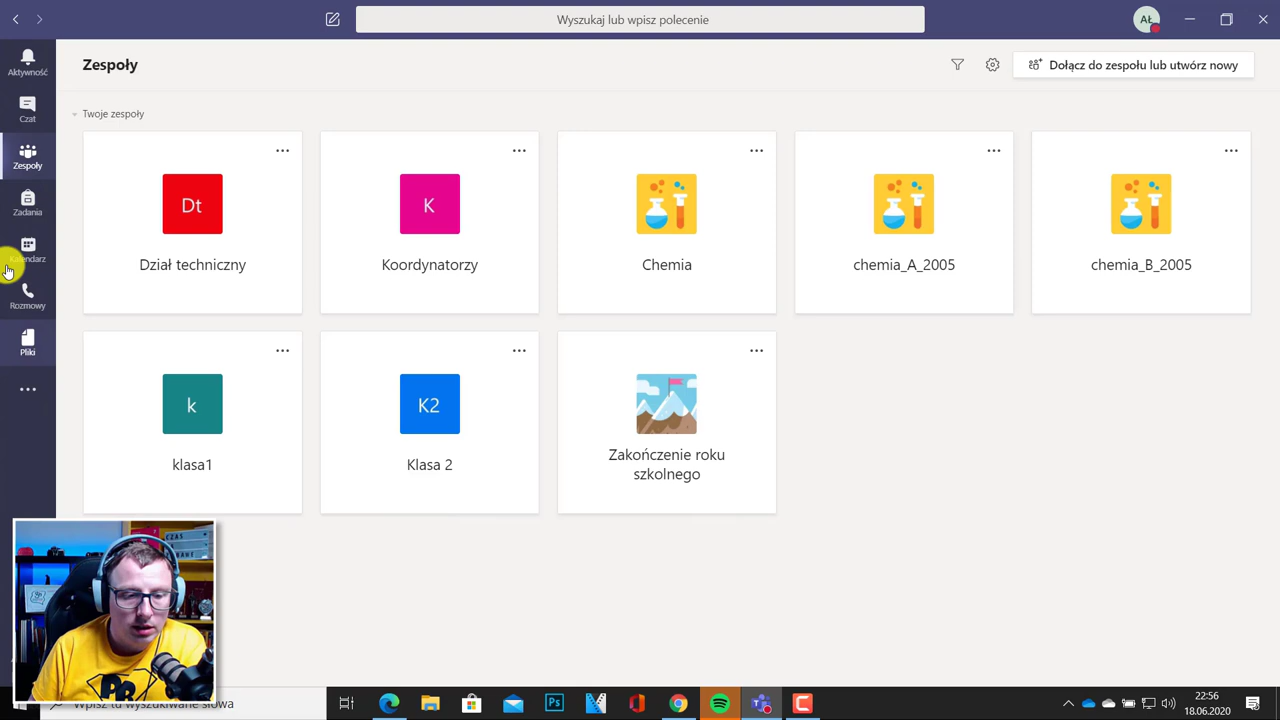 Wyszukaj lub wpisz polecenie
AŁ
Aktywność
Czat
Zespoły
Zadania
Kalendarz
Rozmowy
Pliki
Zespoły
Dołącz do zespołu lub utwórz nowy
Twoje zespoły
Dt
Dział techniczny
K
Koordynatorzy
Chemia
chemia_A_2005
chemia_B_2005
k
klasa1
K2
Klasa 2
Zakończenie roku
szkolnego
Wpisz tu wyszukiwane słowa
Ps
22:56
18.06.2020